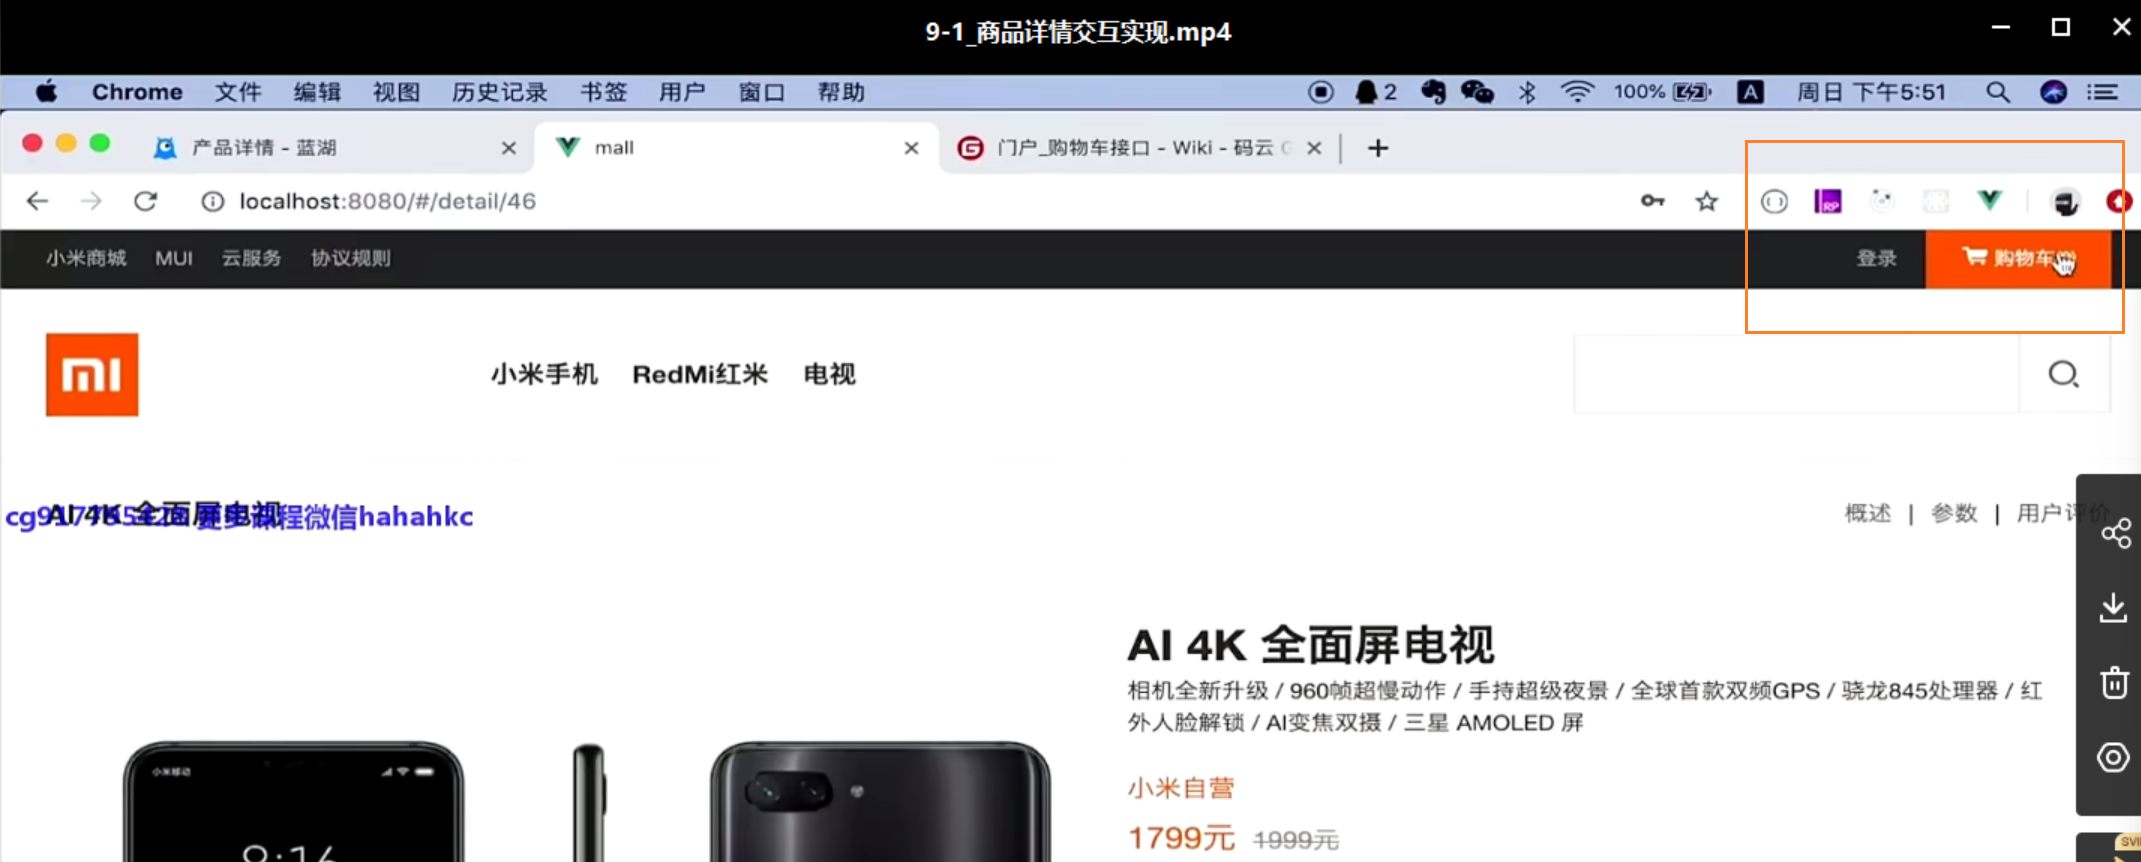 9-1_商品详情交互实现.mp4
Chrome 文件 编辑 视图 历史记录 书签 用户 窗口 帮助 2 100% A 周日 下午5:51
产品详情 - 蓝湖 mall 门户_购物车接口 - Wiki - 码云 G
localhost:8080/#/detail/46 RP
小米商城 MUI 云服务 协议规则 登录 购物车
mi 小米手机 RedMi红米 电视
AI 4K 全面屏电视 概述 | 参数 | 用户评价
课程微信hahahkc
AI 4K 全面屏电视
相机全新升级 / 960帧超慢动作 / 手持超级夜景 / 全球首款双频GPS / 骁龙845处理器 / 红
外人脸解锁 / AI变焦双摄 / 三星 AMOLED 屏
小米移动
小米自营
1799元 1999元
SVI